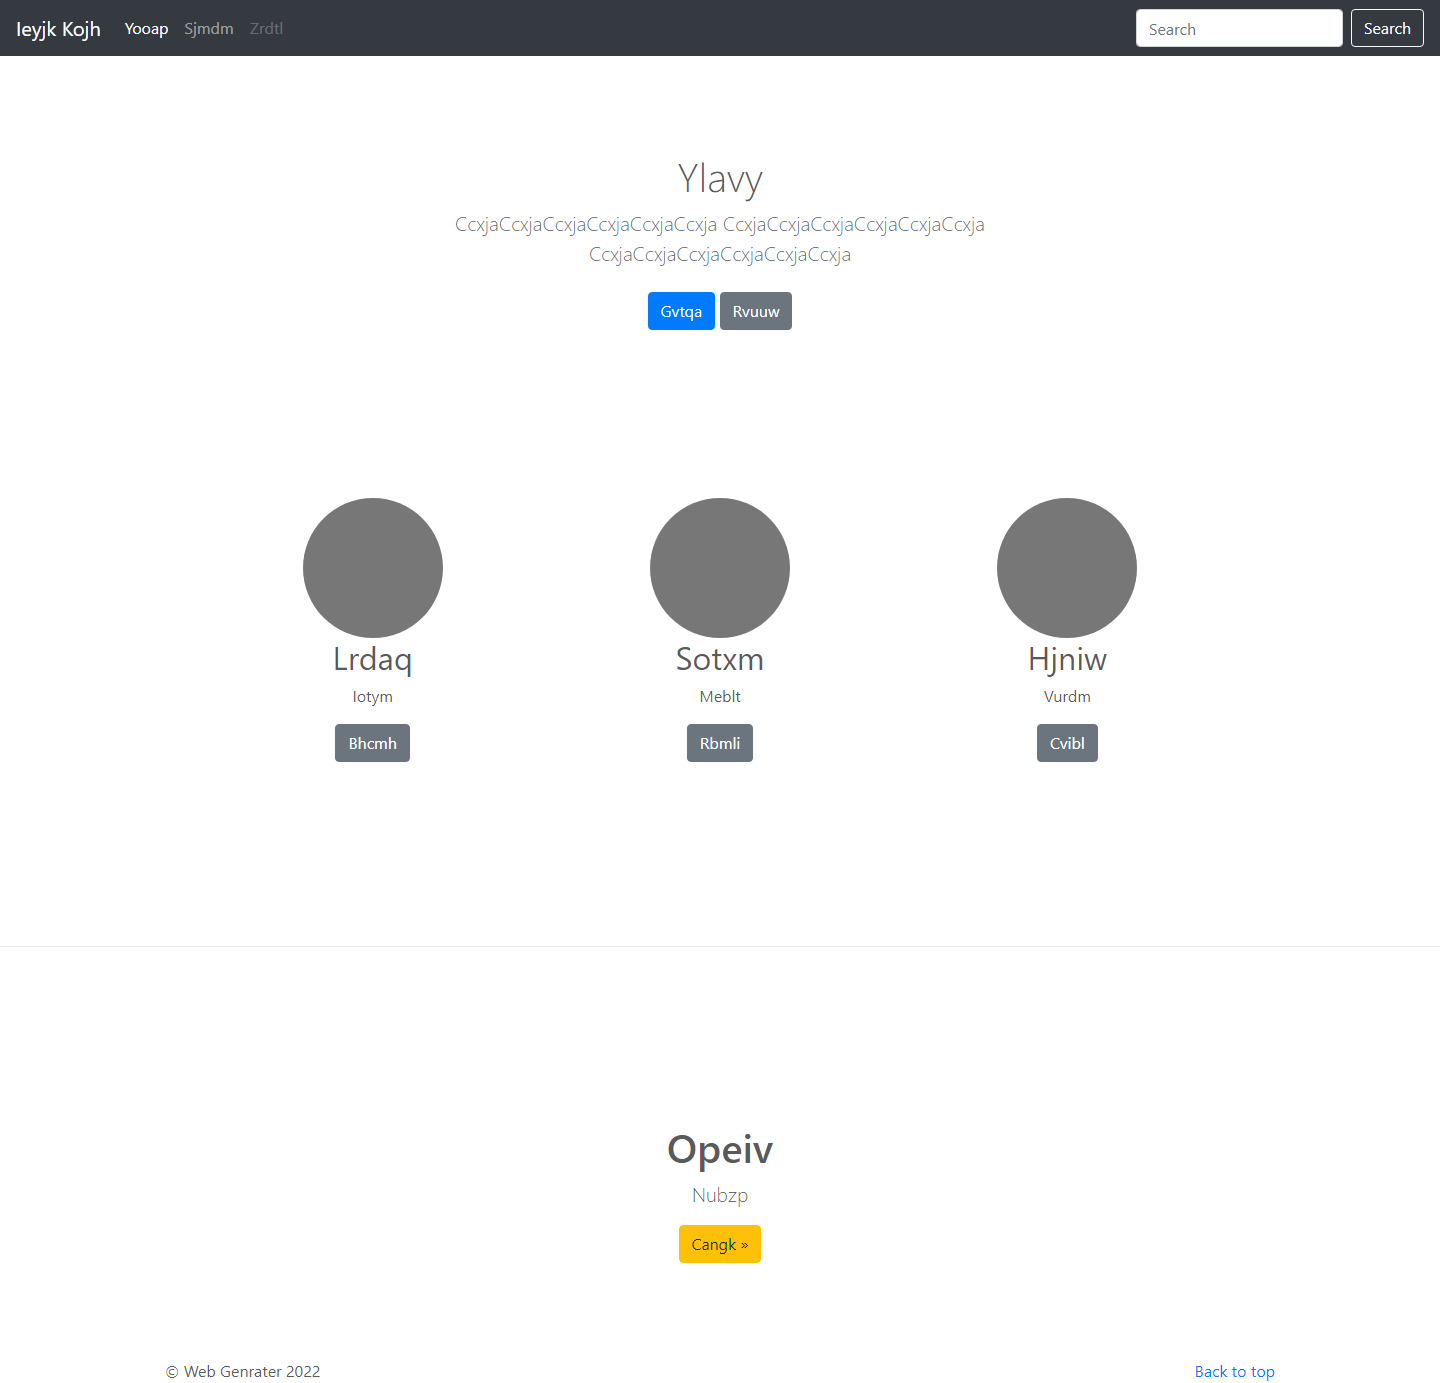 Ieyjk Kojh Yooap Sjmdm Zrdtl Search Search
Ylavy
CcxjaCcxjaCcxjaCcxjaCcxjaCcxja CcxjaCcxjaCcxjaCcxjaCcxjaCcxja
CcxjaCcxjaCcxjaCcxjaCcxjaCcxja
Gvtqa Rvuuw
Lrdaq Sotxm Hjniw
Iotym Meblt Vurdm
Bhcmh Rbmli Cvibl
Opeiv
Nubzp
Cangk »
© Web Genrater 2022 Back to top